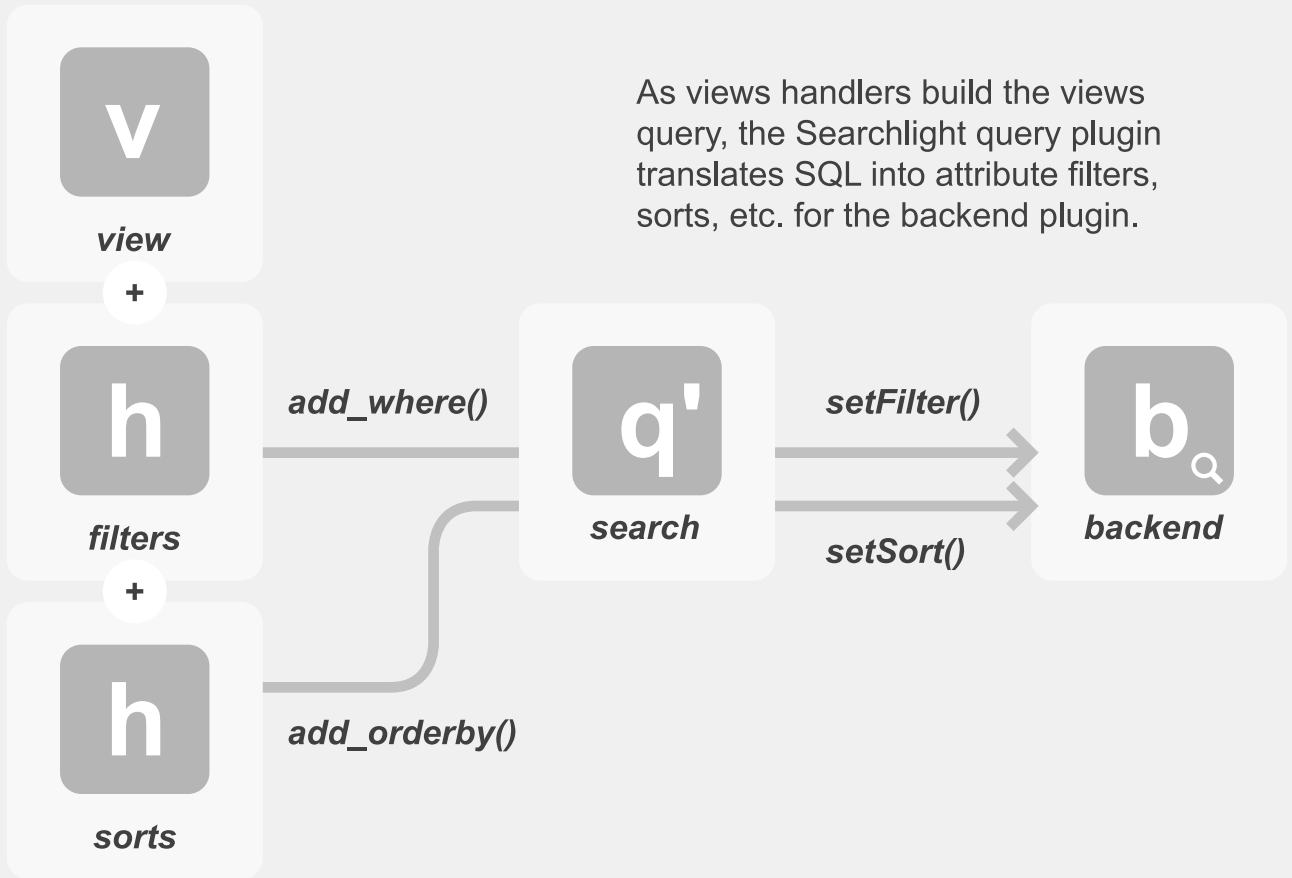 v
view
+
h
filters
+
h
sorts
As views handlers build the views
query, the Searchlight query plugin
translates SQL into attribute filters,
sorts, etc. for the backend plugin.
add_where()
add_orderby()
q'
search
setFilter()
setSort()
b
backend